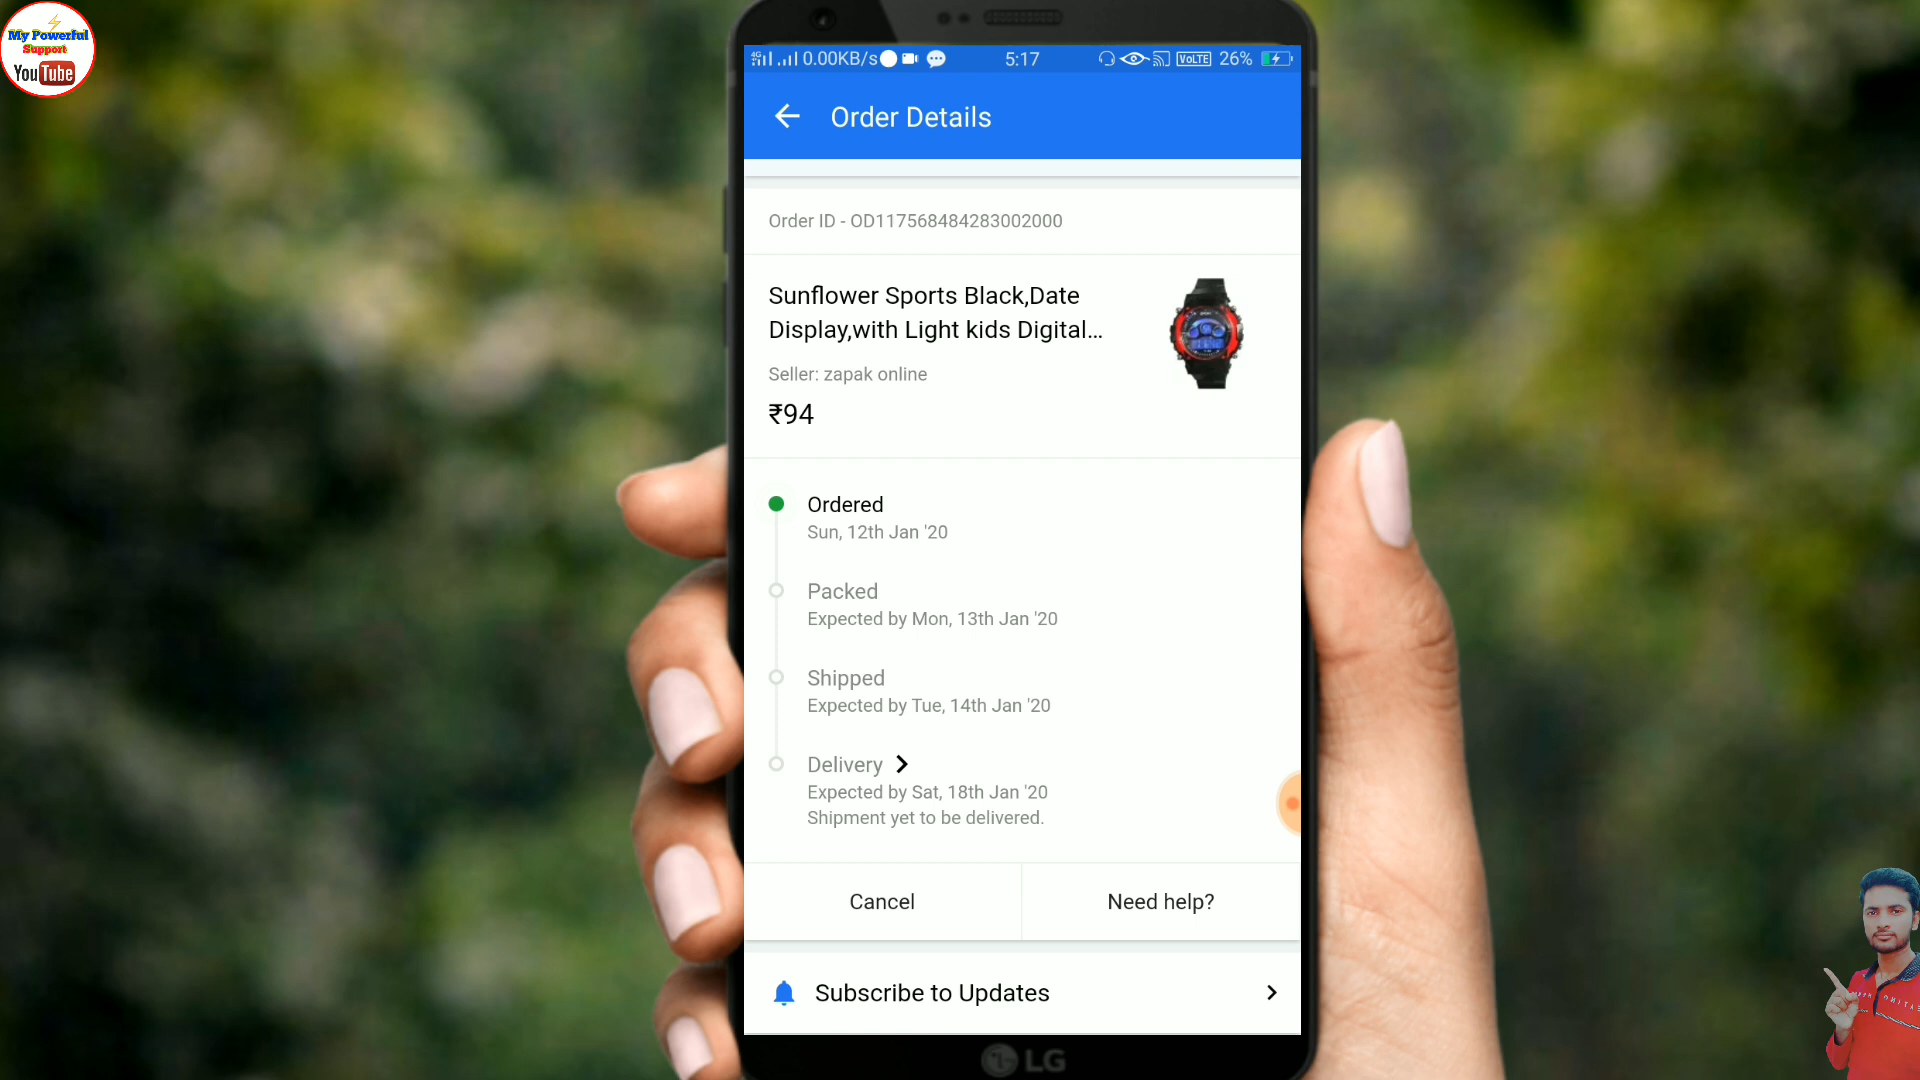 My Powerful
Support
YouTube
4G 0.00KB/s 5:17 VoLTE 26%
Order Details
Order ID - OD117568484283002000
Sunflower Sports Black,Date
Display,with Light kids Digital...
Seller: zapak online
₹94
Ordered
Sun, 12th Jan '20
Packed
Expected by Mon, 13th Jan '20
Shipped
Expected by Tue, 14th Jan '20
Delivery
Expected by Sat, 18th Jan '20
Shipment yet to be delivered.
Cancel
Need help?
Subscribe to Updates
LG